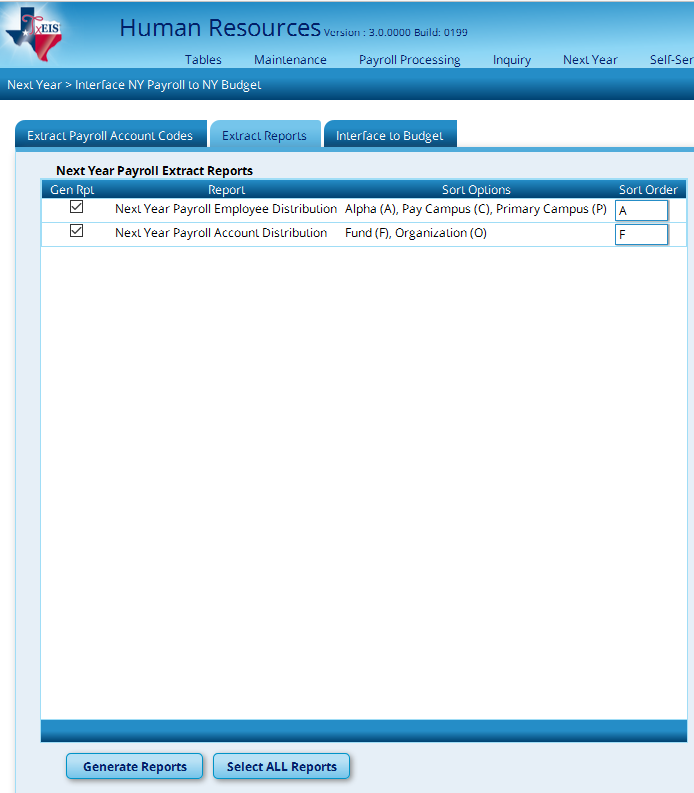 TxEIS
Human Resources Version : 3.0.0000 Build: 0199
Tables Maintenance Payroll Processing Inquiry Next Year Self-Ser
Next Year > Interface NY Payroll to NY Budget
Extract Payroll Account Codes Extract Reports Interface to Budget
Next Year Payroll Extract Reports
Gen Rpt Report Sort Options Sort Order
Next Year Payroll Employee Distribution Alpha (A), Pay Campus (C), Primary Campus (P) A
Next Year Payroll Account Distribution Fund (F), Organization (O) F
Generate Reports Select ALL Reports